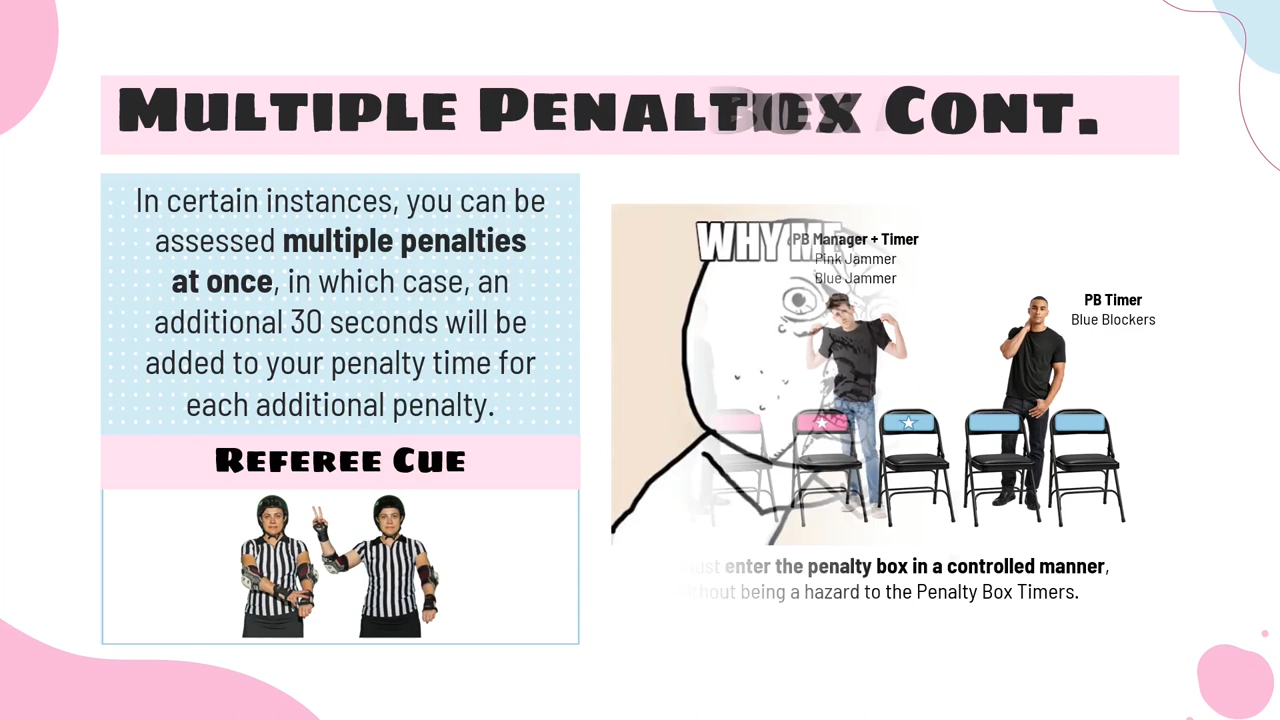 Multiple Penalt Box Cont.
In certain instances, you can be
assessed multiple penalties
at once, in which case, an
additional 30 seconds will be
added to your penalty time for
each additional penalty.
Referee Cue
WHY ME
PB Manager + Timer
Pink Jammer
Blue Jammer
PB Timer
Blue Blockers
enter the penalty box in a controlled manner,
being a hazard to the Penalty Box Timers.